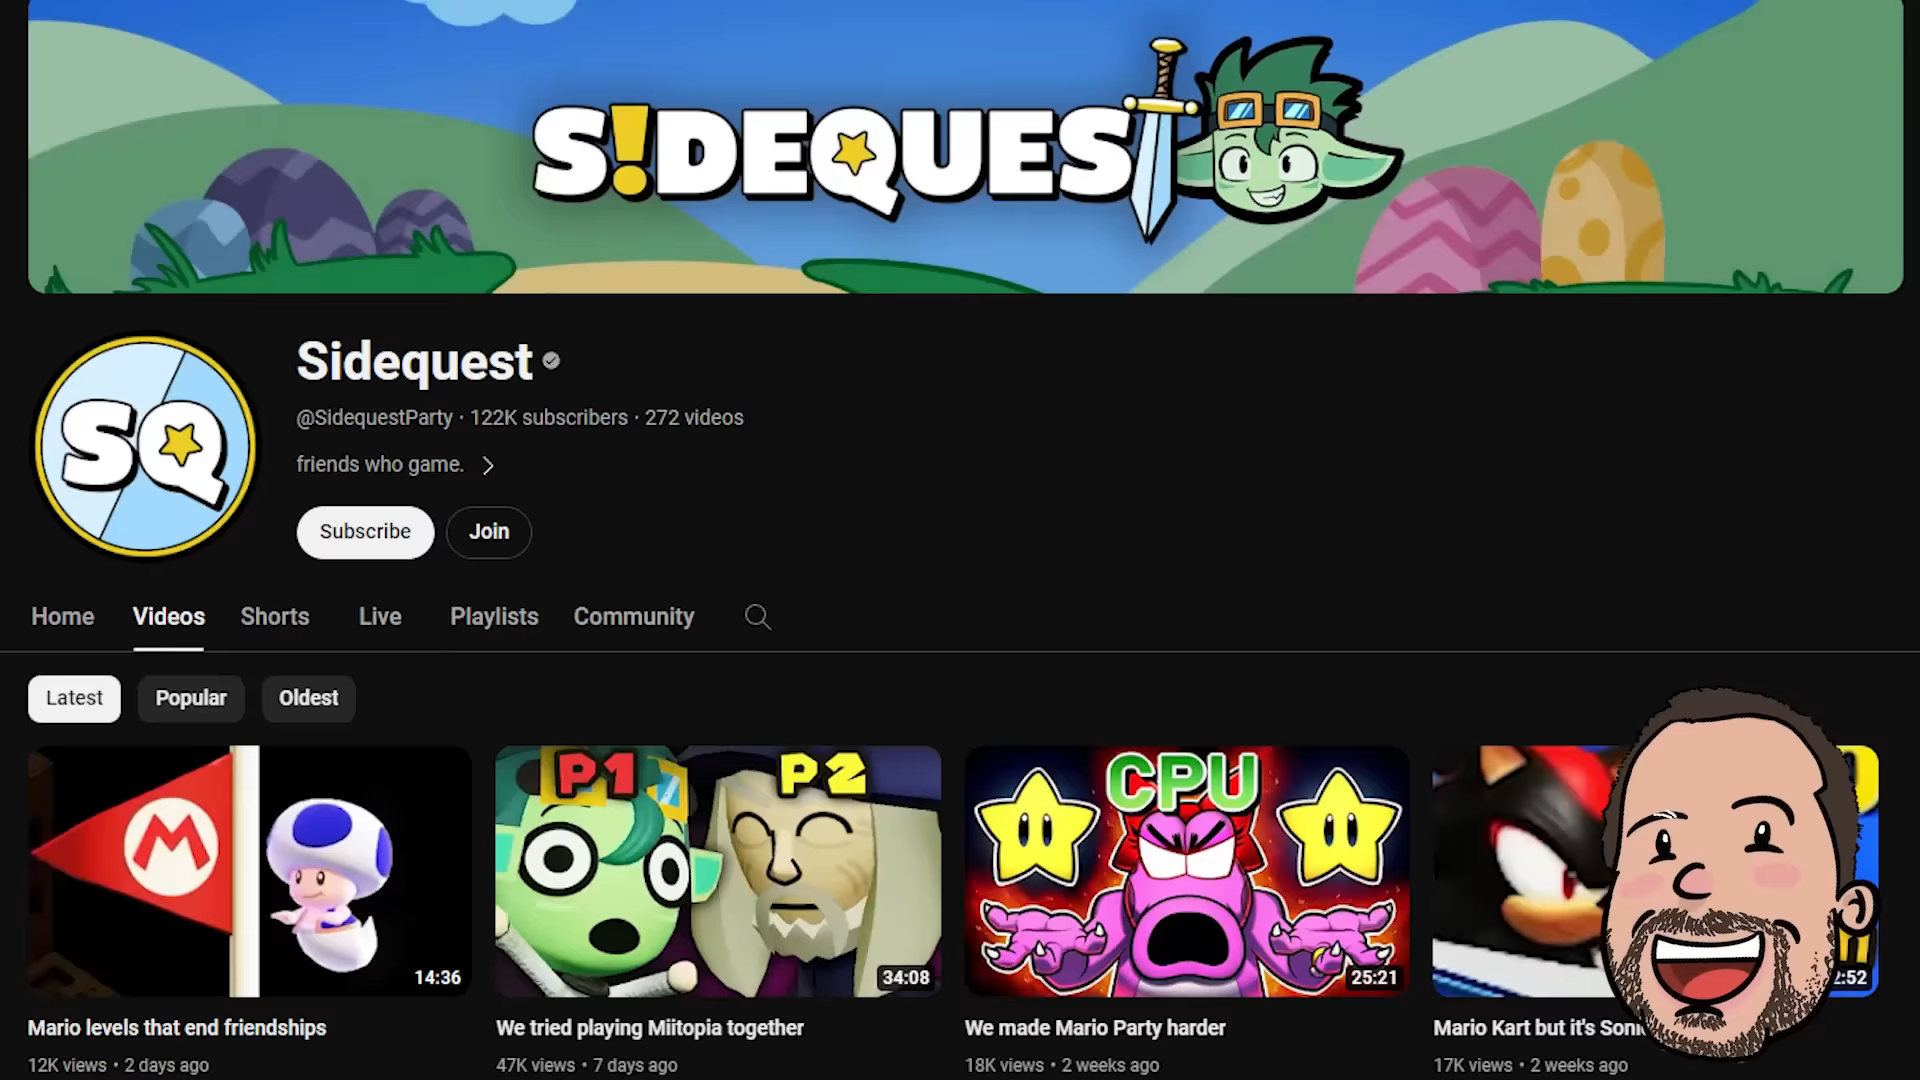 S!DEQUEST
SQ
Sidequest
@SidequestParty · 122K subscribers · 272 videos
friends who game.
Subscribe
Join
Home
Videos
Shorts
Live
Playlists
Community
Latest
Popular
Oldest
M
14:36
P1
P2
34:08
CPU
25:21
2:52
Mario levels that end friendships
We tried playing Miitopia together
We made Mario Party harder
Mario Kart but it's
12K views • 2 days ago
47K views • 7 days ago
18K views • 2 weeks ago
17K views • 2 weeks ago